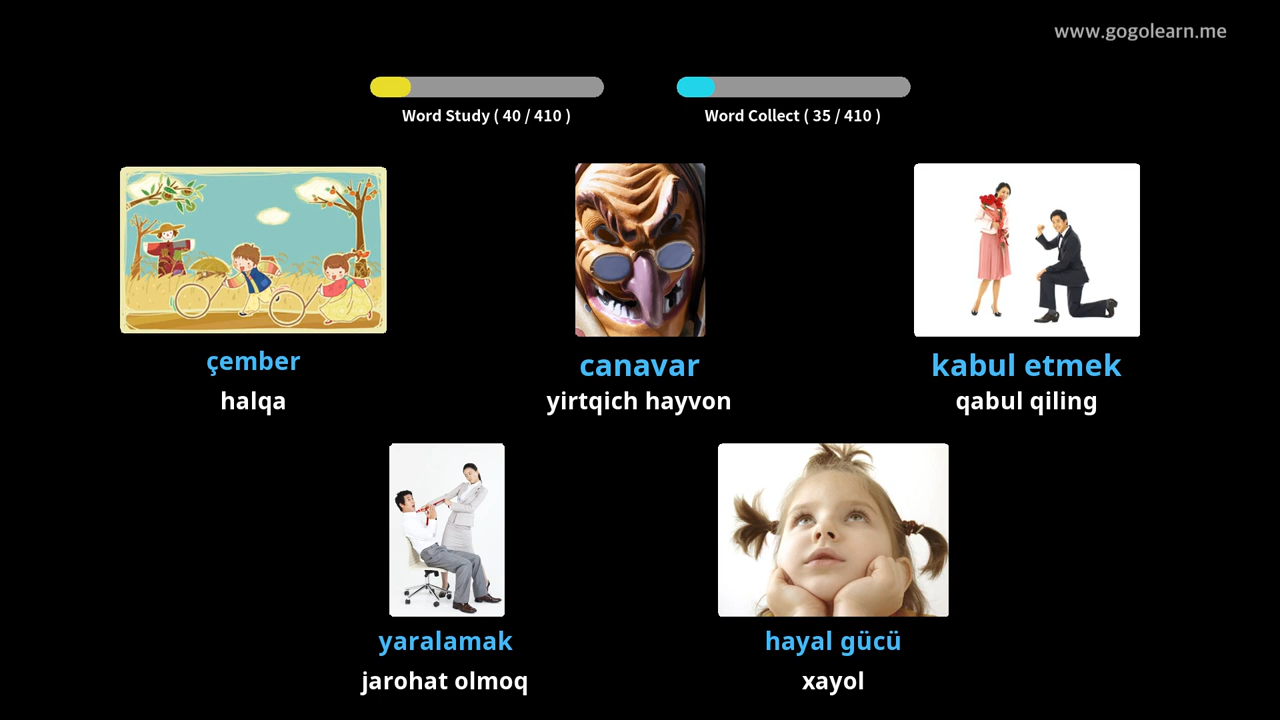 www.gogolearn.me
Word Study ( 40 / 410 )
Word Collect ( 35 / 410 )
çember
halqa
canavar
yirtqich hayvon
kabul etmek
qabul qiling
yaralamak
jarohat olmoq
hayal gücü
xayol